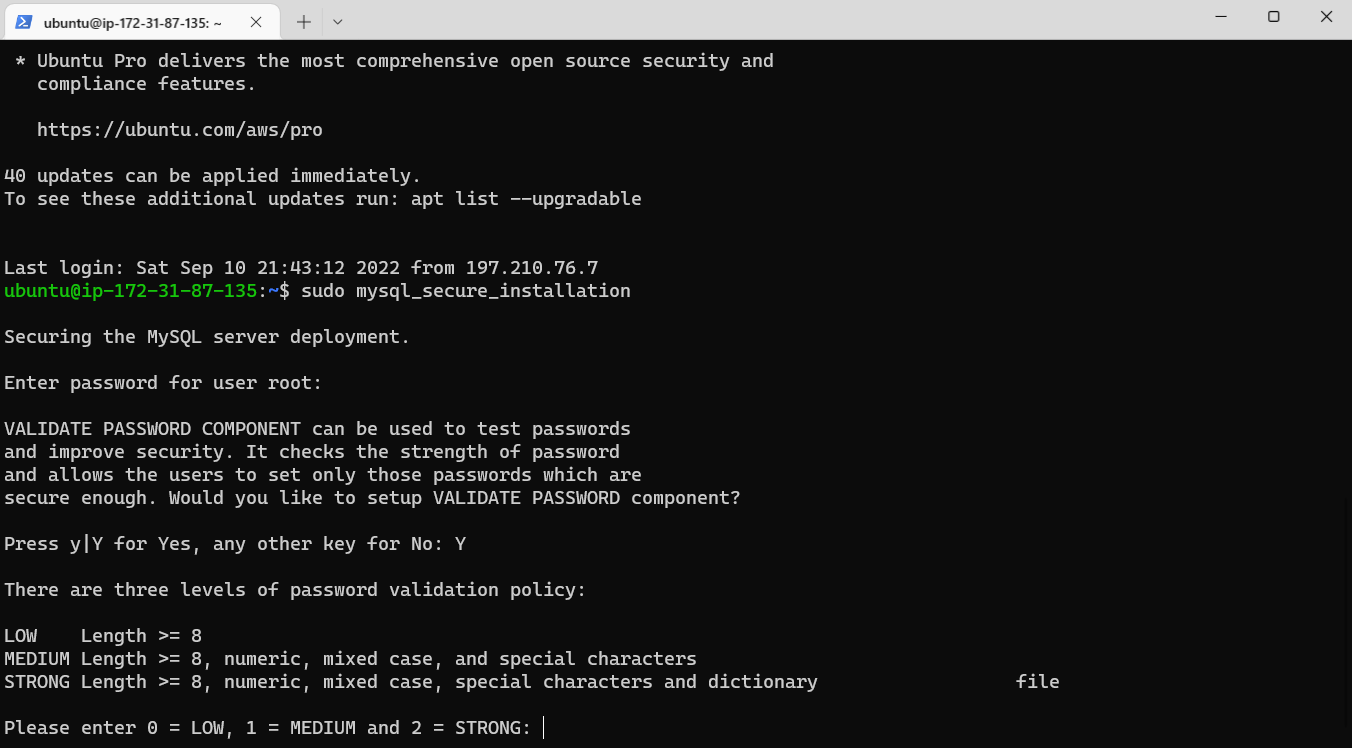 ubuntu@ip-172-31-87-135: ~
* Ubuntu Pro delivers the most comprehensive open source security and
compliance features.
https://ubuntu.com/aws/pro
40 updates can be applied immediately.
To see these additional updates run: apt list --upgradable
Last login: Sat Sep 10 21:43:12 2022 from 197.210.76.7
ubuntu@ip-172-31-87-135:~$ sudo mysql_secure_installation
Securing the MySQL server deployment.
Enter password for user root:
VALIDATE PASSWORD COMPONENT can be used to test passwords
and improve security. It checks the strength of password
and allows the users to set only those passwords which are
secure enough. Would you like to setup VALIDATE PASSWORD component?
Press y|Y for Yes, any other key for No: Y
There are three levels of password validation policy:
LOW    Length >= 8
MEDIUM Length >= 8, numeric, mixed case, and special characters
STRONG Length >= 8, numeric, mixed case, special characters and dictionary                  file
Please enter 0 = LOW, 1 = MEDIUM and 2 = STRONG: